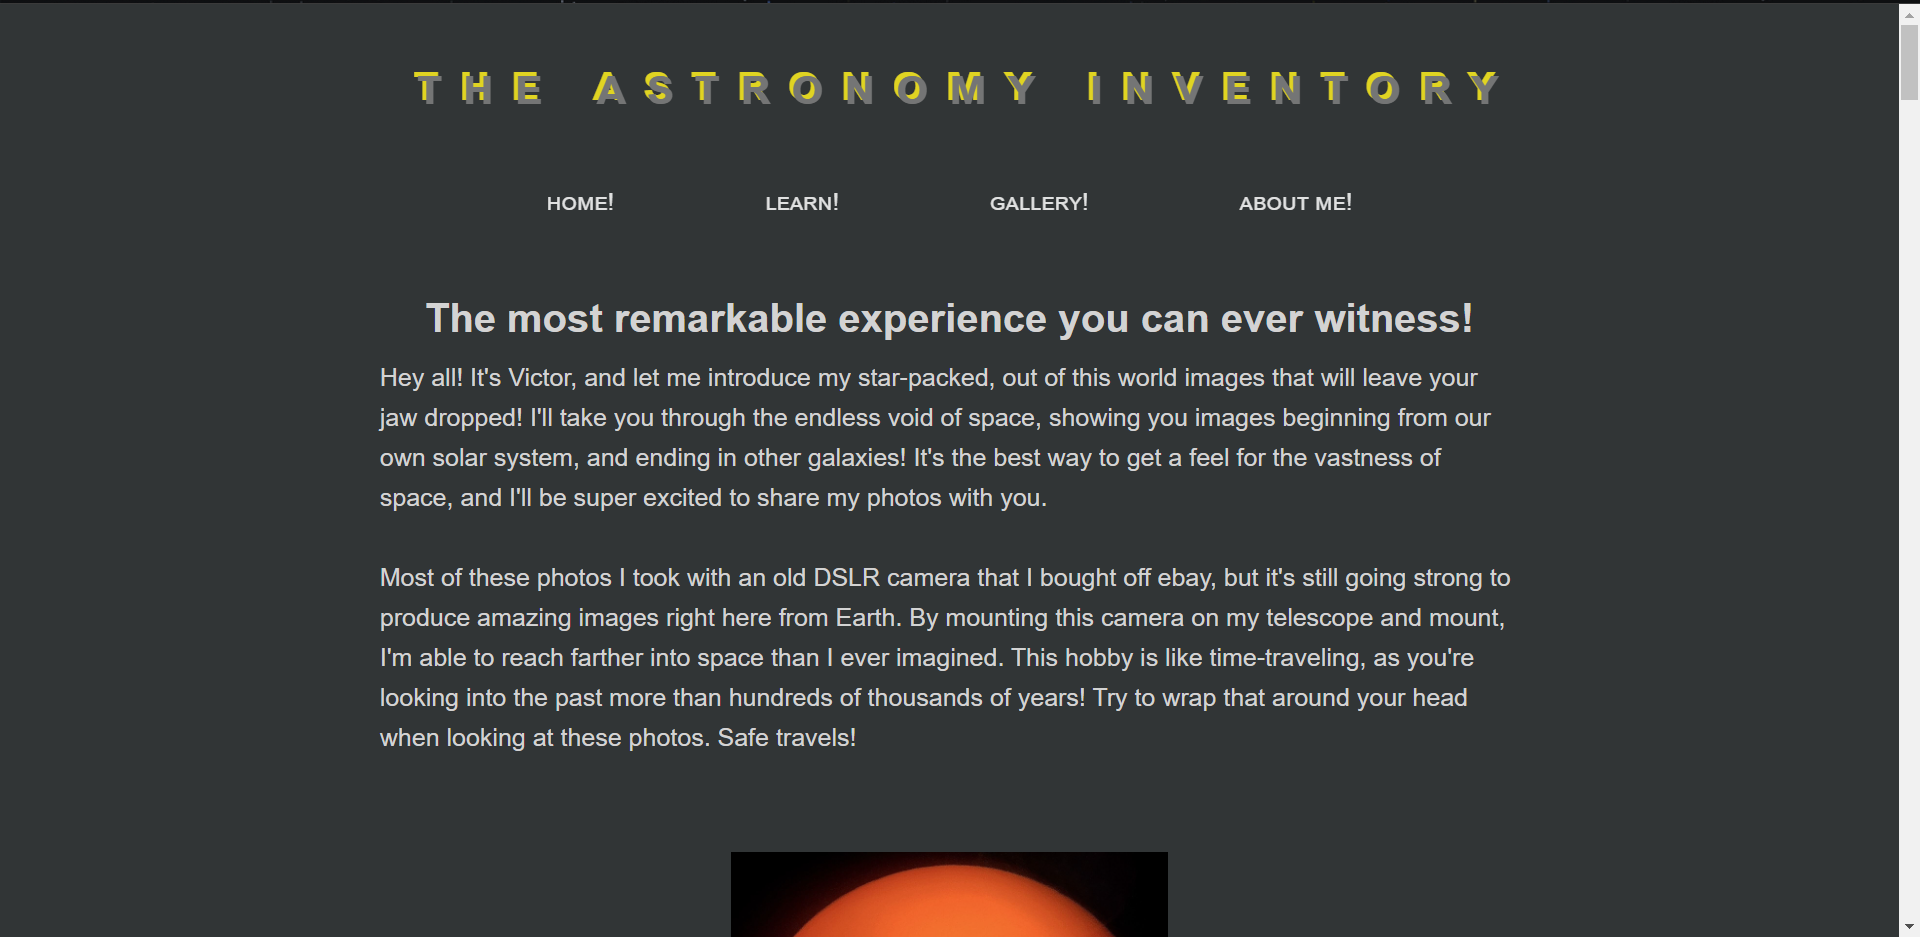 THE ASTRONOMY INVENTORY
HOME! LEARN! GALLERY! ABOUT ME!
The most remarkable experience you can ever witness!
Hey all! It's Victor, and let me introduce my star-packed, out of this world images that will leave your
jaw dropped! I'll take you through the endless void of space, showing you images beginning from our
own solar system, and ending in other galaxies! It's the best way to get a feel for the vastness of
space, and I'll be super excited to share my photos with you.
Most of these photos I took with an old DSLR camera that I bought off ebay, but it's still going strong to
produce amazing images right here from Earth. By mounting this camera on my telescope and mount,
I'm able to reach farther into space than I ever imagined. This hobby is like time-traveling, as you're
looking into the past more than hundreds of thousands of years! Try to wrap that around your head
when looking at these photos. Safe travels!